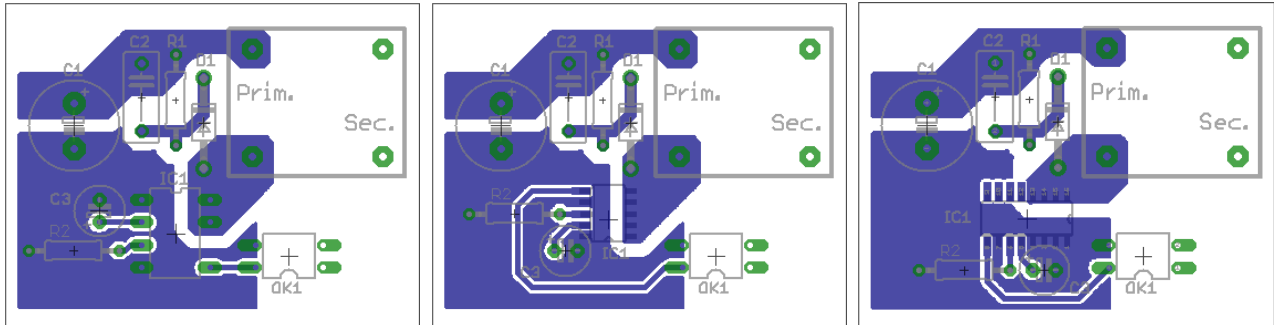 C2
R1
D1
C1
+
Prim.
Sec.
IC1
C3
R2
OK1
C2
R1
D1
C1
+
Prim.
Sec.
R2
IC1
C3
OK1
C2
R1
D1
C1
+
Prim.
Sec.
IC1
R2
C3
OK1